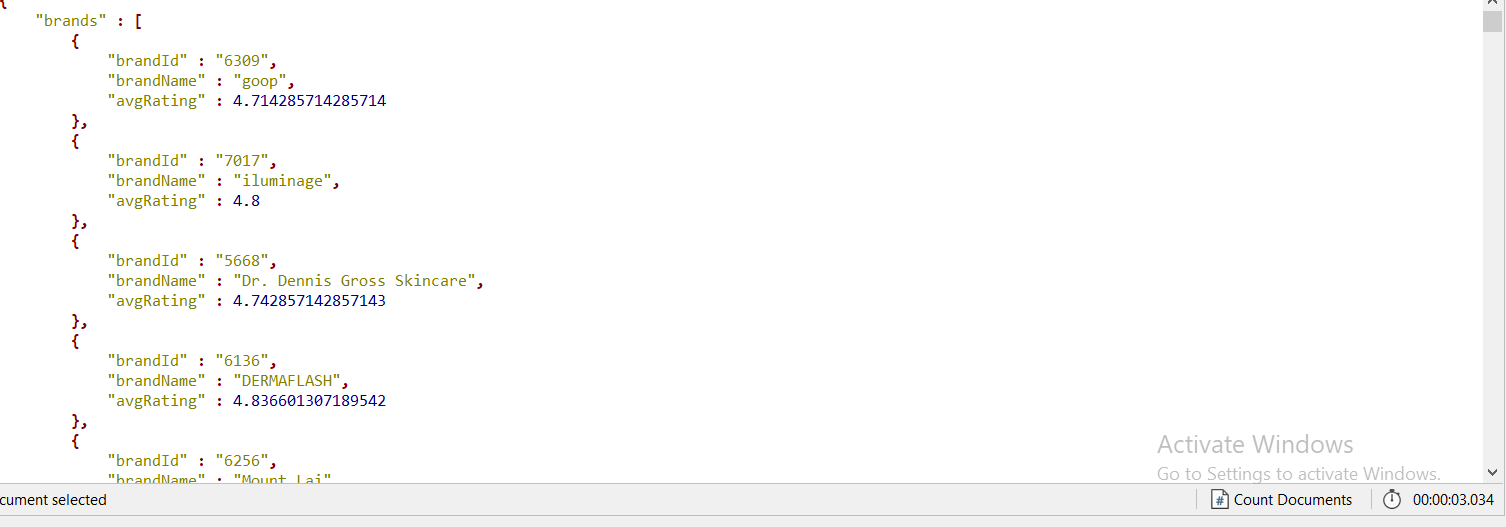 {
"brands" : [
{
"brandId" : "6309",
"brandName" : "goop",
"avgRating" : 4.714285714285714
},
{
"brandId" : "7017",
"brandName" : "iluminage",
"avgRating" : 4.8
},
{
"brandId" : "5668",
"brandName" : "Dr. Dennis Gross Skincare",
"avgRating" : 4.742857142857143
},
{
"brandId" : "6136",
"brandName" : "DERMAFLASH",
"avgRating" : 4.836601307189542
},
{
"brandId" : "6256",
"brandName" : "Mount Lai"
Activate Windows
Go to Settings to activate Windows.
cument selected
Count Documents
00:00:03.034